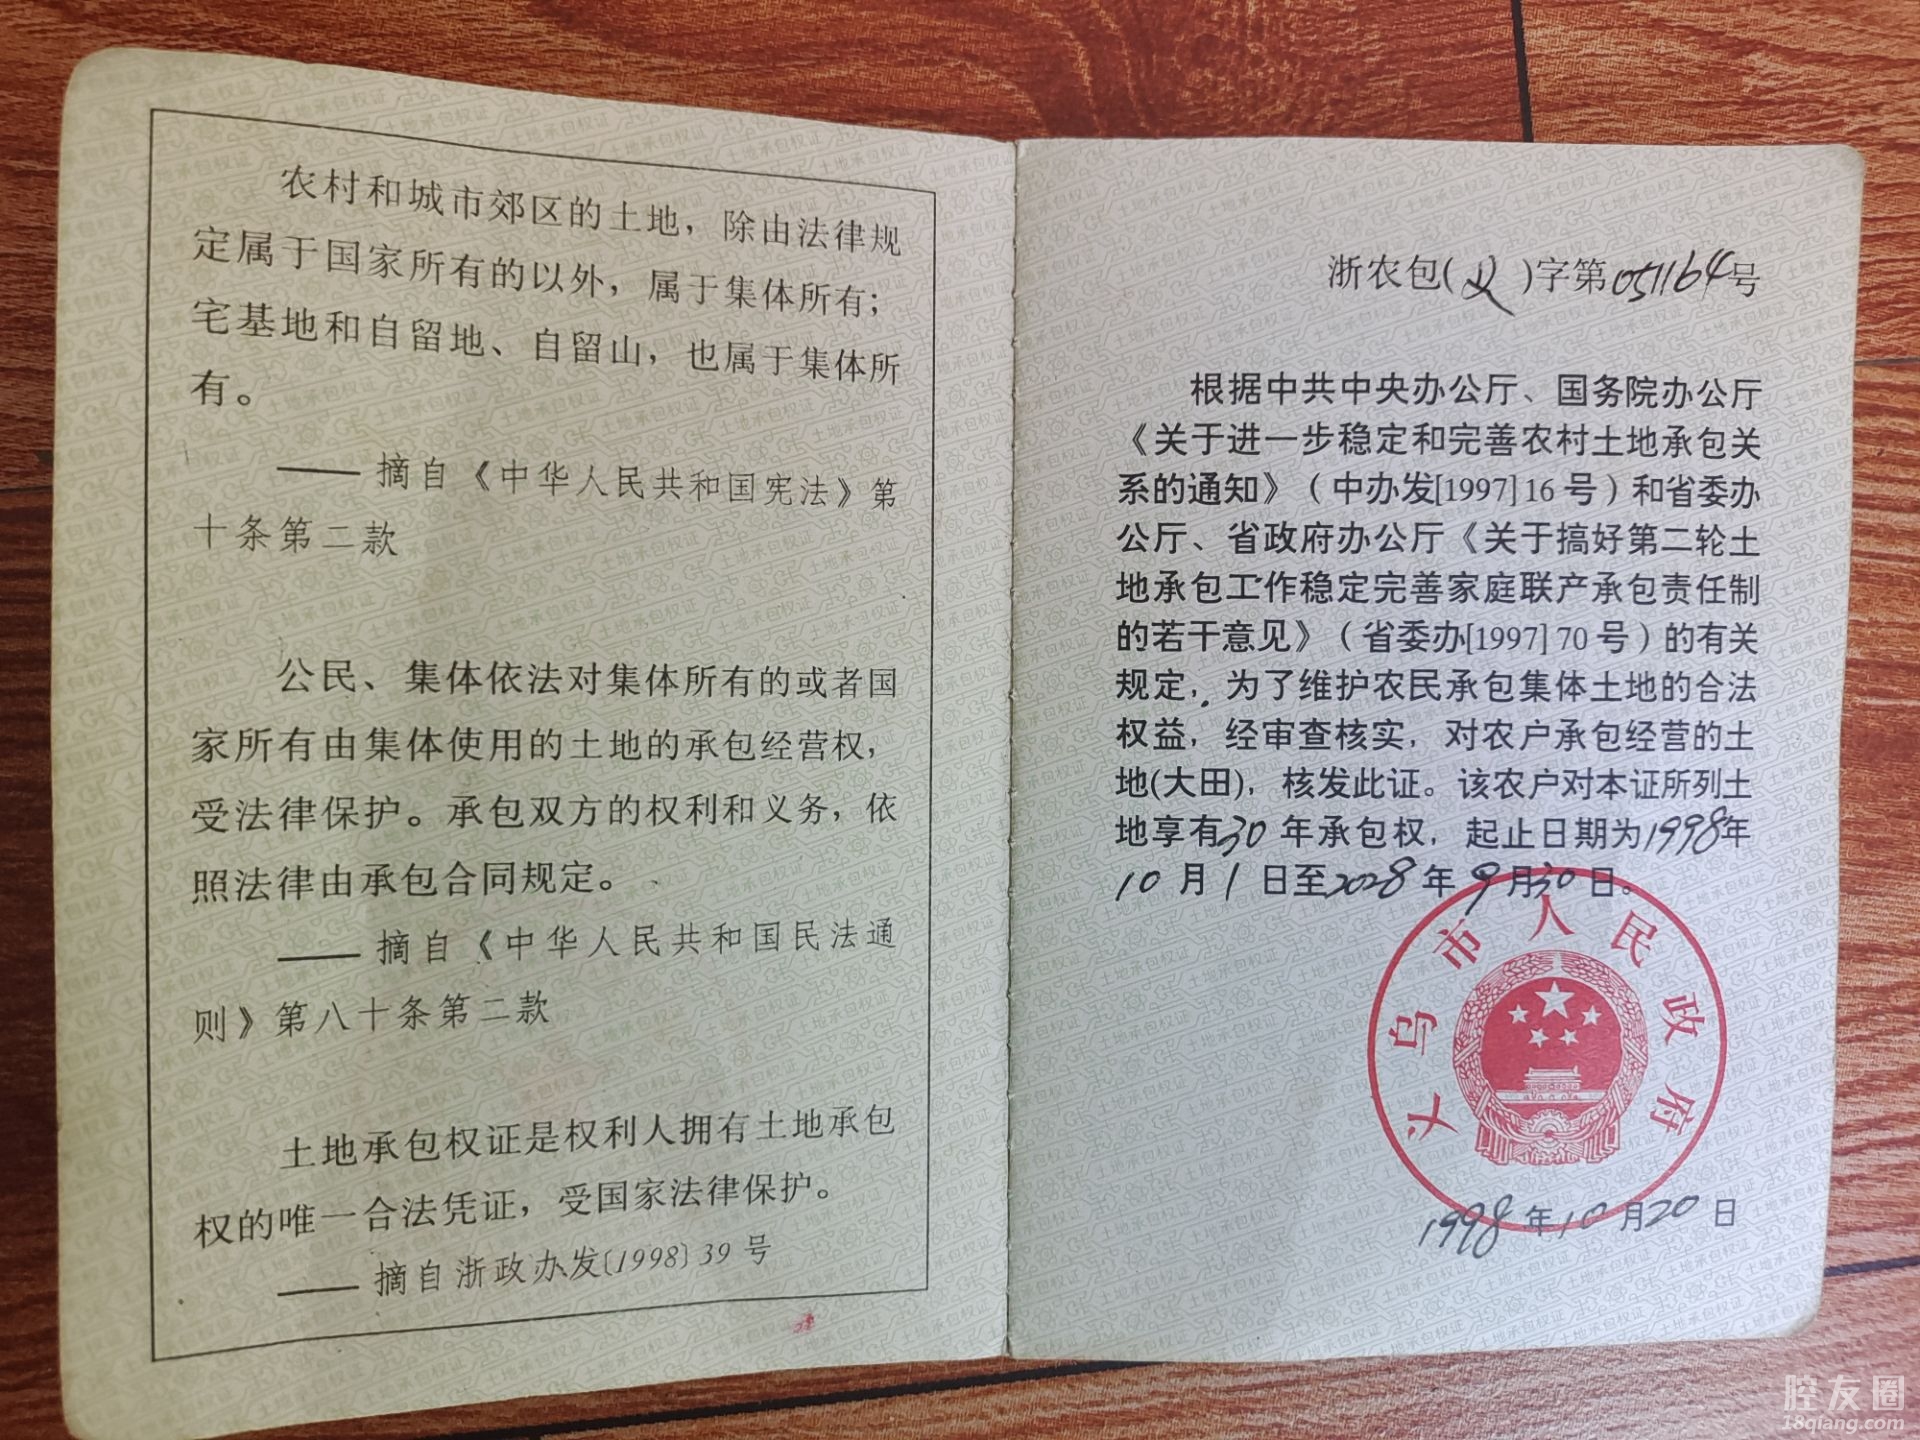 农村和城市郊区的土地，除由法律规
定属于国家所有的以外，属于集体所有；
宅基地和自留地、自留山，也属于集体所
有。
——摘自《中华人民共和国宪法》第
十条第二款
公民、集体依法对集体所有的或者国
家所有由集体使用的土地的承包经营权，
受法律保护。承包双方的权利和义务，依
照法律由承包合同规定。
——摘自《中华人民共和国民法通
则》第八十条第二款
土地承包权证是权利人拥有土地承包
权的唯一合法凭证，受国家法律保护。
——摘自浙政办发〔1998〕39 号
浙农包(义)字第051164号
根据中共中央办公厅、国务院办公厅
《关于进一步稳定和完善农村土地承包关
系的通知》（中办发[1997]16 号）和省委办
公厅、省政府办公厅《关于搞好第二轮土
地承包工作稳定完善家庭联产承包责任制
的若干意见》（省委办[1997]70 号）的有关
规定，为了维护农民承包集体土地的合法
权益，经审查核实，对农户承包经营的土
地(大田)，核发此证。该农户对本证所列土
地享有30年承包权，起止日期为1998年
10月1日至2028年9月30日。
义乌市人民政府
1998年10月20日
腔友圈
18qiang.com